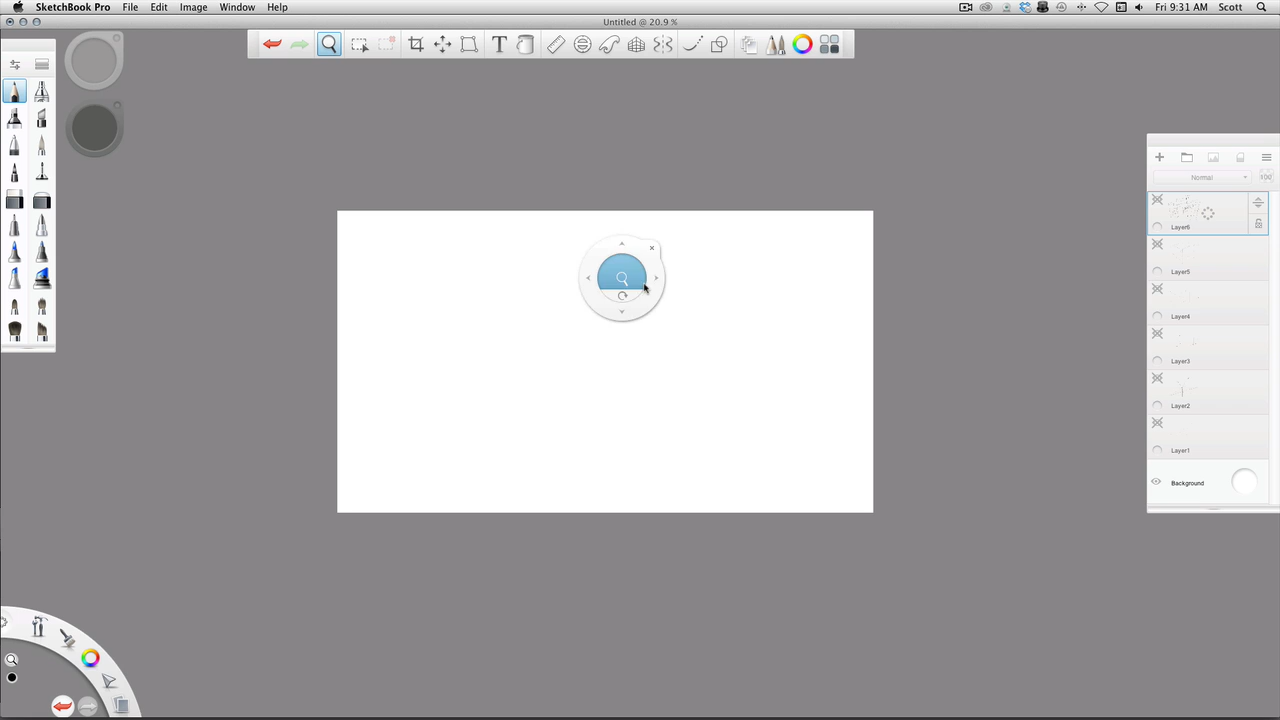 SketchBook Pro File Edit Image Window Help Fri 9:31 AM Scott
Untitled @ 20.9 %
T
Normal 100
Layer6
Layer5
Layer4
Layer3
Layer2
Layer1
Background